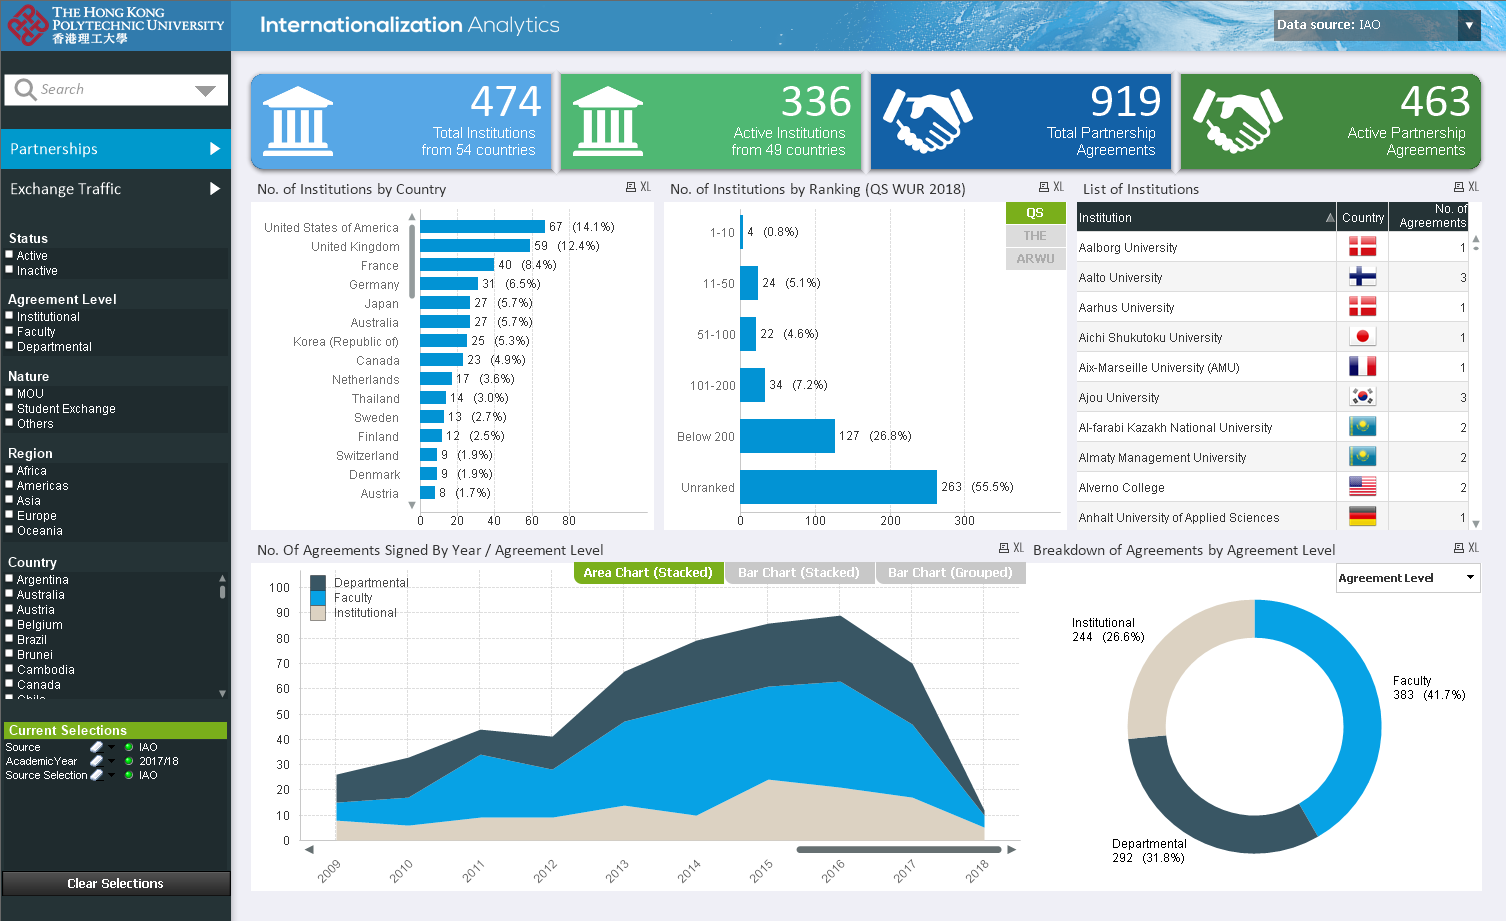 THE HONG KONG
POLYTECHNIC UNIVERSITY
香港理工大學
Internationalization Analytics
Data source: IAO
Search
Partnerships
Exchange Traffic
Status
Active
Inactive
Agreement Level
Institutional
Faculty
Departmental
Nature
MOU
Student Exchange
Others
Region
Africa
Americas
Asia
Europe
Oceania
Country
Argentina
Australia
Austria
Belgium
Brazil
Brunei
Cambodia
Canada
Chile
Current Selections
Source IAO
AcademicYear 2017/18
Source Selection IAO
Clear Selections
474
Total Institutions
from 54 countries
336
Active Institutions
from 49 countries
919
Total Partnership
Agreements
463
Active Partnership
Agreements
No. of Institutions by Country XL
United States of America 67 (14.1%)
United Kingdom 59 (12.4%)
France 40 (8.4%)
Germany 31 (6.5%)
Japan 27 (5.7%)
Australia 27 (5.7%)
Korea (Republic of) 25 (5.3%)
Canada 23 (4.9%)
Netherlands 17 (3.6%)
Thailand 14 (3.0%)
Sweden 13 (2.7%)
Finland 12 (2.5%)
Switzerland 9 (1.9%)
Denmark 9 (1.9%)
Austria 8 (1.7%)
0 20 40 60 80
No. of Institutions by Ranking (QS WUR 2018) XL
QS
THE
ARWU
1-10 4 (0.8%)
11-50 24 (5.1%)
51-100 22 (4.6%)
101-200 34 (7.2%)
Below 200 127 (26.8%)
Unranked 263 (55.5%)
0 100 200 300
List of Institutions XL
Institution Country No. of Agreements
Aalborg University 1
Aalto University 3
Aarhus University 1
Aichi Shukutoku University 1
Aix-Marseille University (AMU) 1
Ajou University 3
Al-farabi Kazakh National University 2
Almaty Management University 2
Alverno College 2
Anhalt University of Applied Sciences 1
No. Of Agreements Signed By Year / Agreement Level XL
Area Chart (Stacked) Bar Chart (Stacked) Bar Chart (Grouped)
Departmental
Faculty
Institutional
100
90
80
70
60
50
40
30
20
10
0
2009 2010 2011 2012 2013 2014 2015 2016 2017 2018
Breakdown of Agreements by Agreement Level XL
Agreement Level
Institutional
244 (26.6%)
Faculty
383 (41.7%)
Departmental
292 (31.8%)